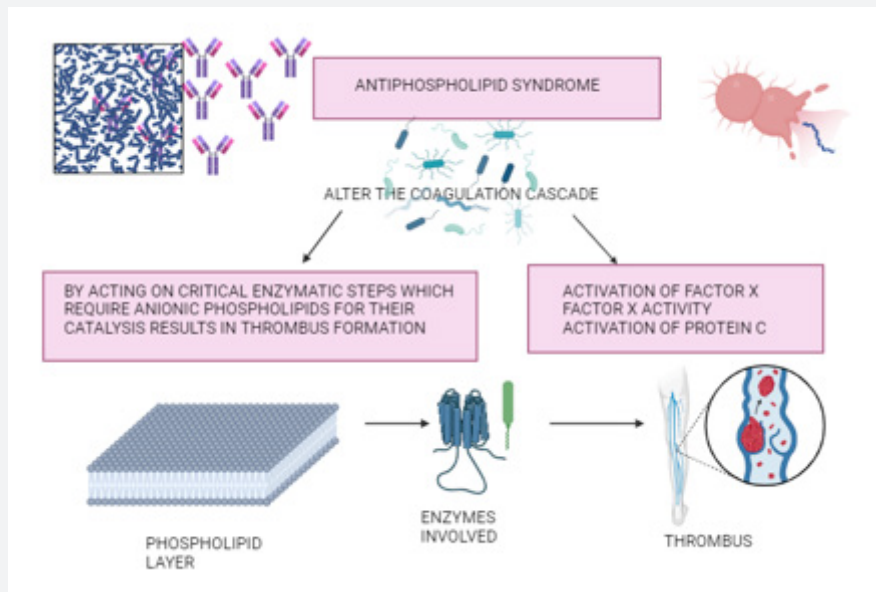 ANTIPHOSPHOLIPID SYNDROME
ALTER THE COAGULATION CASCADE
BY ACTING ON CRITICAL ENZYMATIC STEPS WHICH
REQUIRE ANIONIC PHOSPHOLIPIDS FOR THEIR
CATALYSIS RESULTS IN THROMBUS FORMATION
ACTIVATION OF FACTOR X
FACTOR X ACTIVITY
ACTIVATION OF PROTEIN C
PHOSPHOLIPID
LAYER
ENZYMES
INVOLVED
THROMBUS